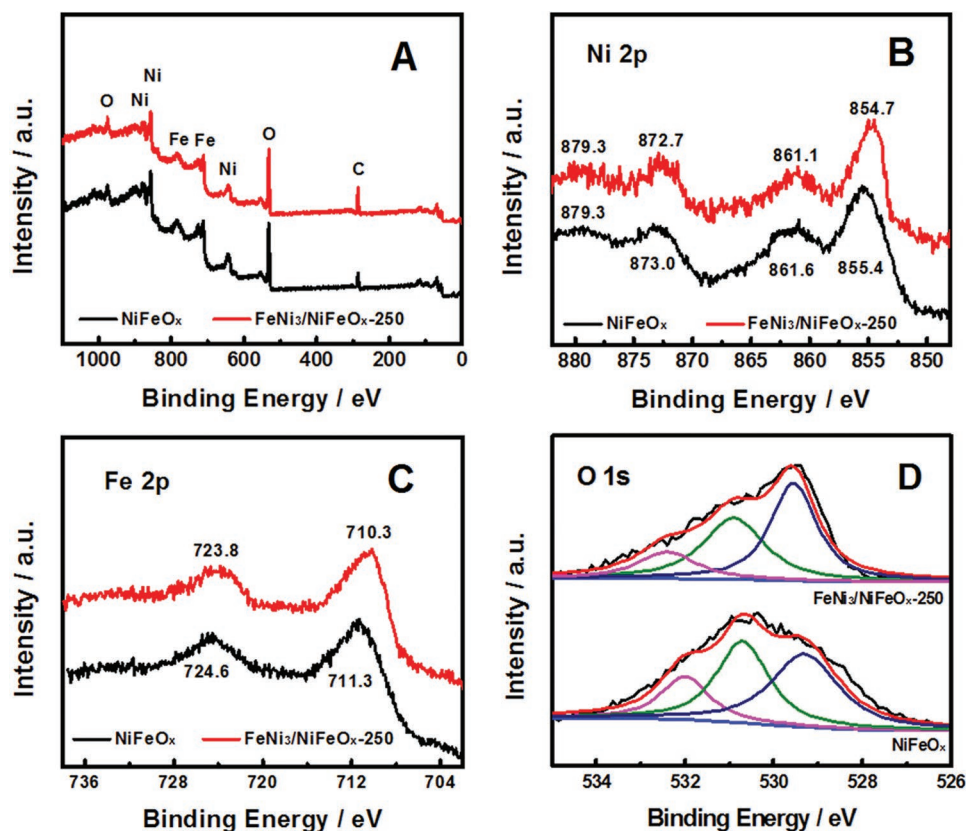 A
Ni
O Ni
Fe Fe
Ni
O
C
NiFeOₓ FeNi₃/NiFeOₓ-250
1000 800 600 400 200 0
Binding Energy / eV
Intensity / a.u.
Ni 2p B
854.7
879.3 872.7 861.1
879.3
873.0 861.6 855.4
NiFeOₓ FeNi₃/NiFeOₓ-250
880 875 870 865 860 855 850
Binding Energy / eV
Intensity / a.u.
Fe 2p C
723.8 710.3
724.6 711.3
NiFeOₓ FeNi₃/NiFeOₓ-250
736 728 720 712 704
Binding Energy / eV
Intensity / a.u.
O 1s D
FeNi₃/NiFeOₓ-250
NiFeOₓ
534 532 530 528 526
Binding Energy / eV
Intensity / a.u.